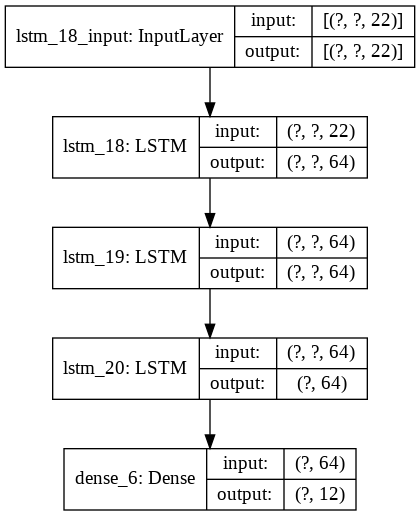 lstm_18_input: InputLayer
input: [(?, ?, 22)]
output: [(?, ?, 22)]
lstm_18: LSTM
input: (?, ?, 22)
output: (?, ?, 64)
lstm_19: LSTM
input: (?, ?, 64)
output: (?, ?, 64)
lstm_20: LSTM
input: (?, ?, 64)
output: (?, 64)
dense_6: Dense
input: (?, 64)
output: (?, 12)